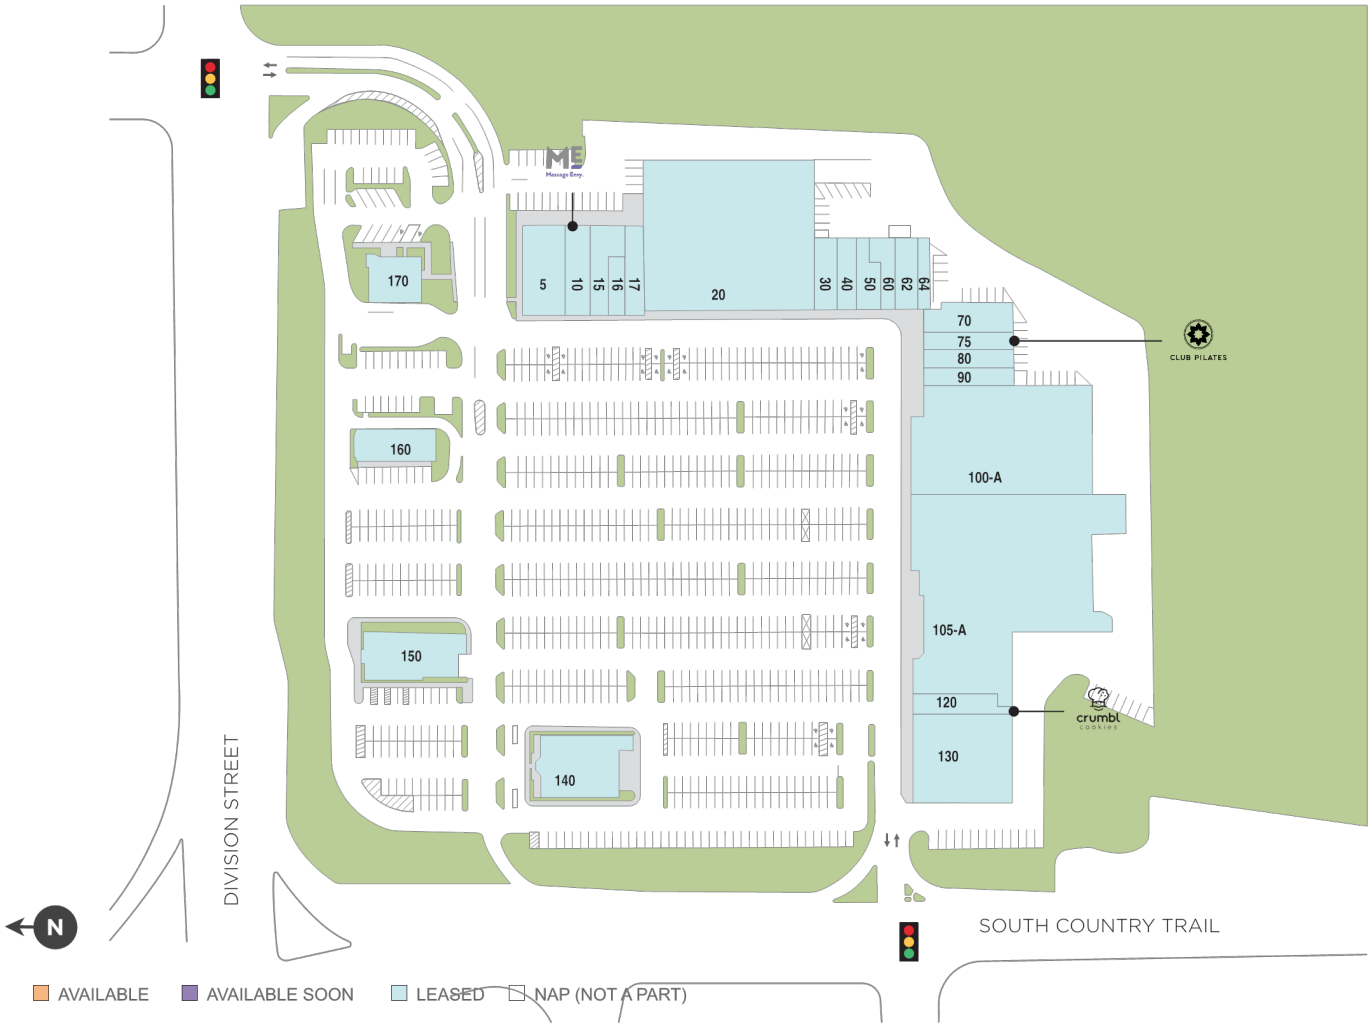 ME
Massage Envy.
170
5
10
15
16
17
20
30
40
50
60
62
64
70
75
80
90
CLUB PILATES
160
100-A
105-A
150
120
crumbl
cookies
130
140
DIVISION STREET
N
SOUTH COUNTRY TRAIL
AVAILABLE
AVAILABLE SOON
LEASED
NAP (NOT A PART)